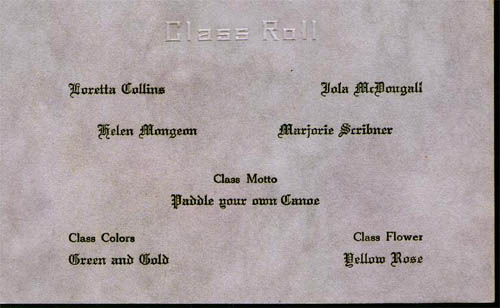 Class Roll
Loretta Collins Iola McDougall
Helen Mongeon Marjorie Scribner
Class Motto
Paddle your own Canoe
Class Colors Class Flower
Green and Gold Yellow Rose